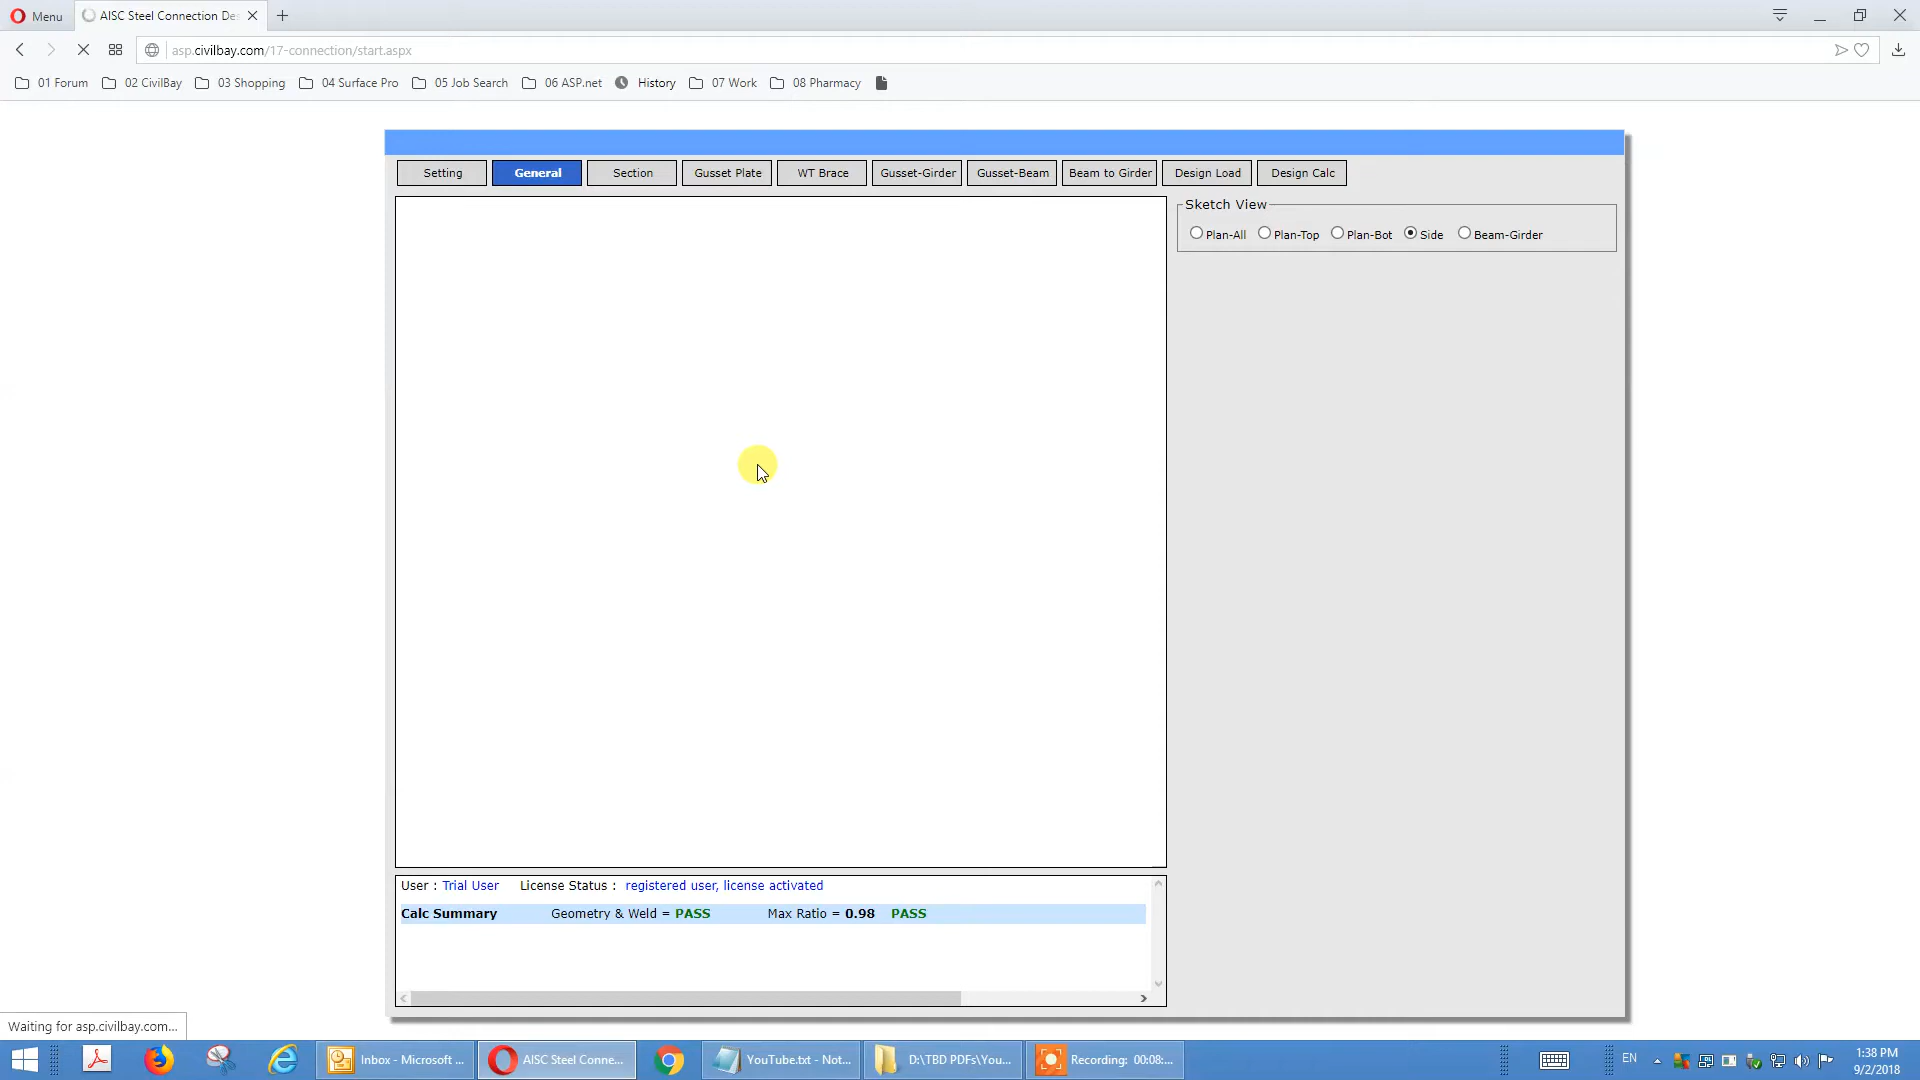 Menu
AISC Steel Connection De
asp.civilbay.com/17-connection/start.aspx
01 Forum 02 CivilBay 03 Shopping 04 Surface Pro 05 Job Search 06 ASP.net History 07 Work 08 Pharmacy
Setting General Section Gusset Plate WT Brace Gusset-Girder Gusset-Beam Beam to Girder Design Load Design Calc
Sketch View
Plan-All Plan-Top Plan-Bot Side Beam-Girder
User : Trial User License Status : registered user, license activated
Calc Summary Geometry & Weld = PASS Max Ratio = 0.98 PASS
Waiting for asp.civilbay.com...
Inbox - Microsoft ... AISC Steel Conne... YouTube.txt - Not... D:\TBD PDFs\You... Recording: 00:08:... EN 1:38 PM
9/2/2018